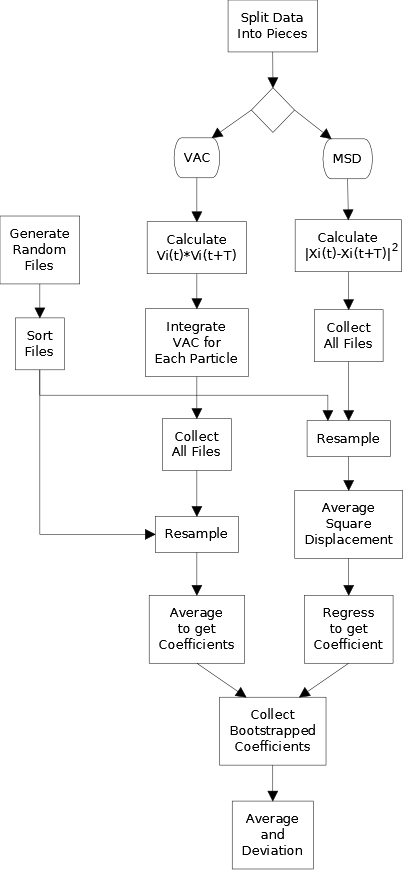 Split Data
Into Pieces
VAC
MSD
Generate
Random
Files
Calculate
Vi(t)*Vi(t+T)
Calculate
|Xi(t)-Xi(t+T)|²
Sort
Files
Integrate
VAC for
Each Particle
Collect
All Files
Collect
All Files
Resample
Resample
Average
Square
Displacement
Average
to get
Coefficients
Regress
to get
Coefficient
Collect
Bootstrapped
Coefficients
Average
and
Deviation